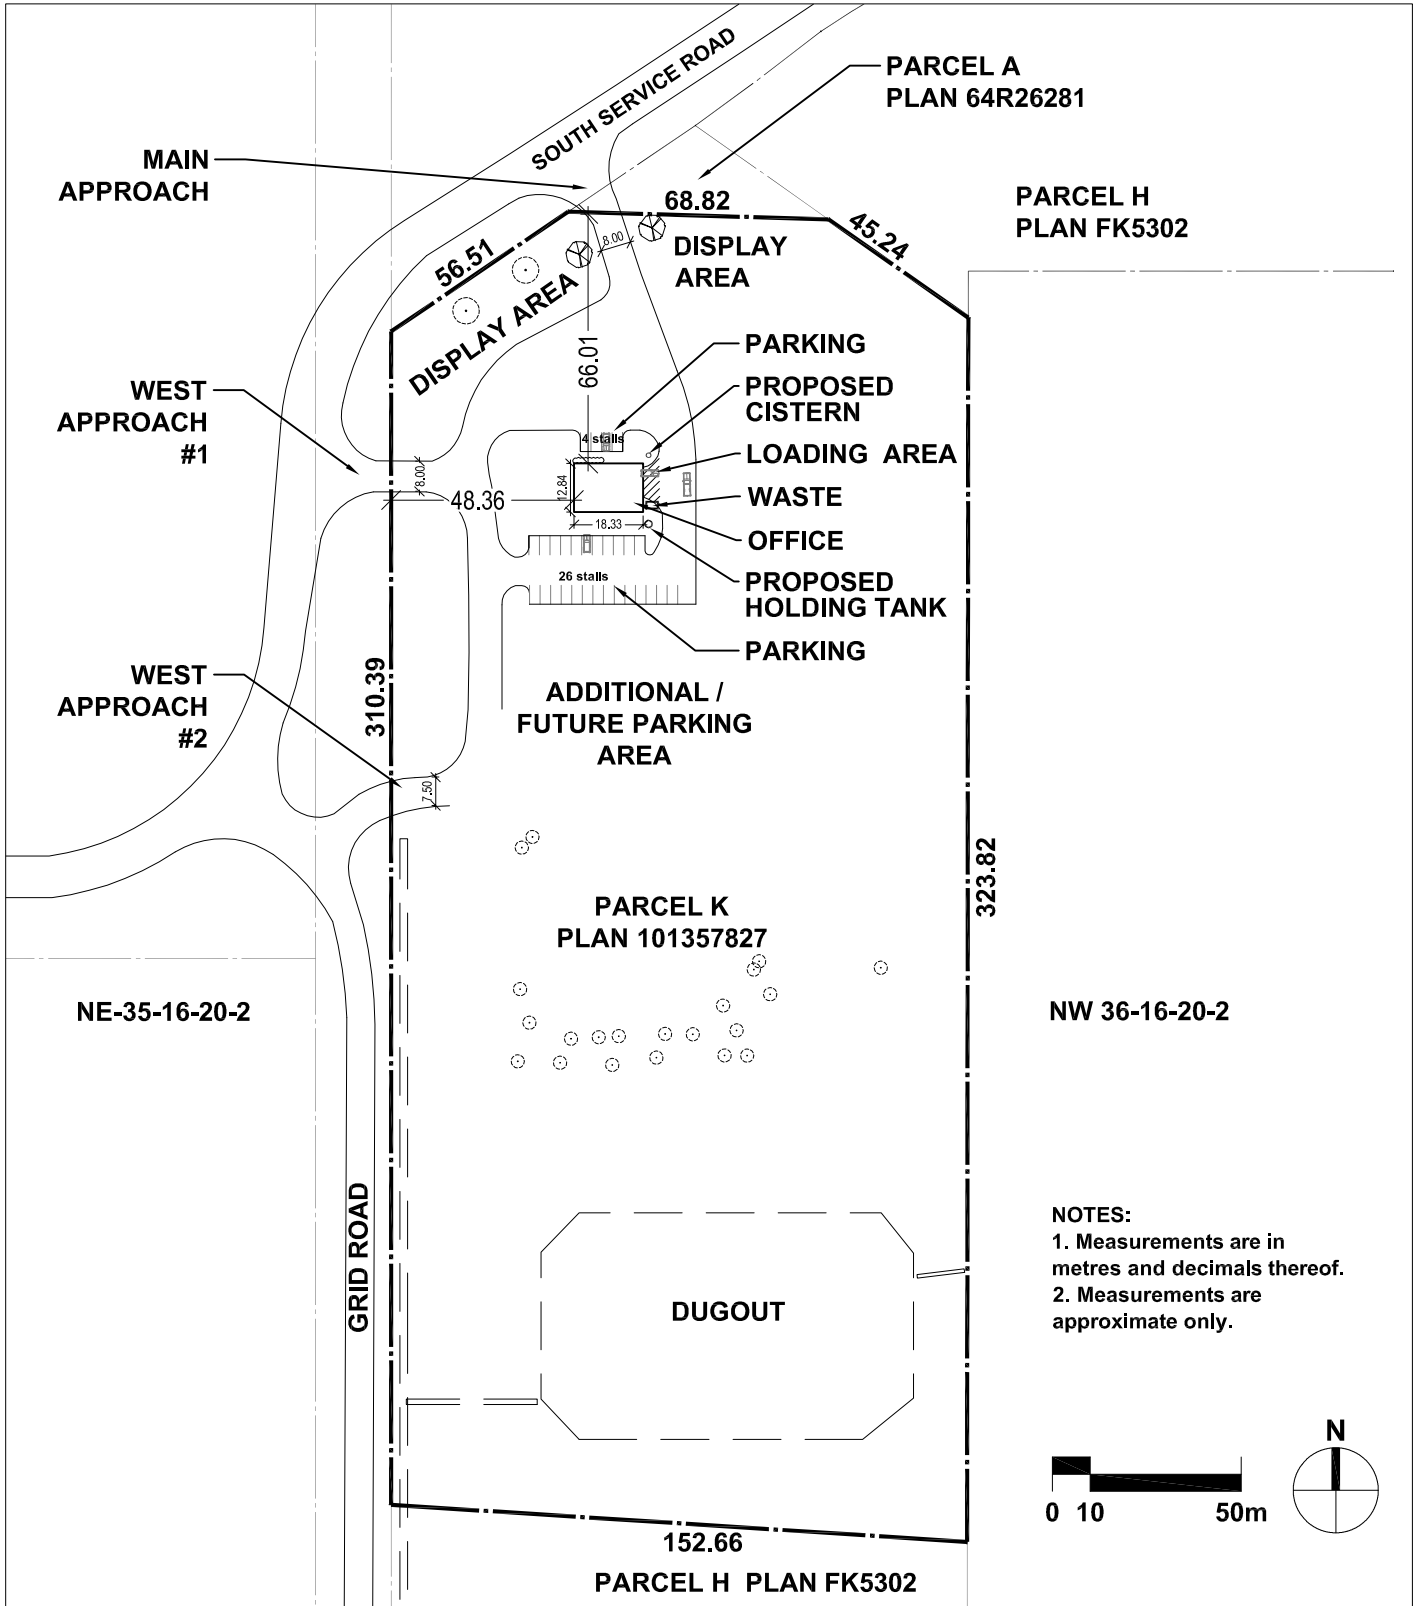 SOUTH SERVICE ROAD
PARCEL A
PLAN 64R26281
MAIN
APPROACH
68.82
PARCEL H
PLAN FK5302
45.24
56.51
8.00
DISPLAY
AREA
DISPLAY AREA
66.01
PARKING
WEST
APPROACH
#1
PROPOSED
CISTERN
4 stalls
LOADING AREA
8.00
48.36
12.84
WASTE
18.33
OFFICE
26 stalls
PROPOSED
HOLDING TANK
PARKING
WEST
APPROACH
#2
310.39
ADDITIONAL /
FUTURE PARKING
AREA
7.50
323.82
PARCEL K
PLAN 101357827
NE-35-16-20-2
NW 36-16-20-2
GRID ROAD
NOTES:
1. Measurements are in
metres and decimals thereof.
2. Measurements are
approximate only.
DUGOUT
N
0 10 50m
152.66
PARCEL H PLAN FK5302